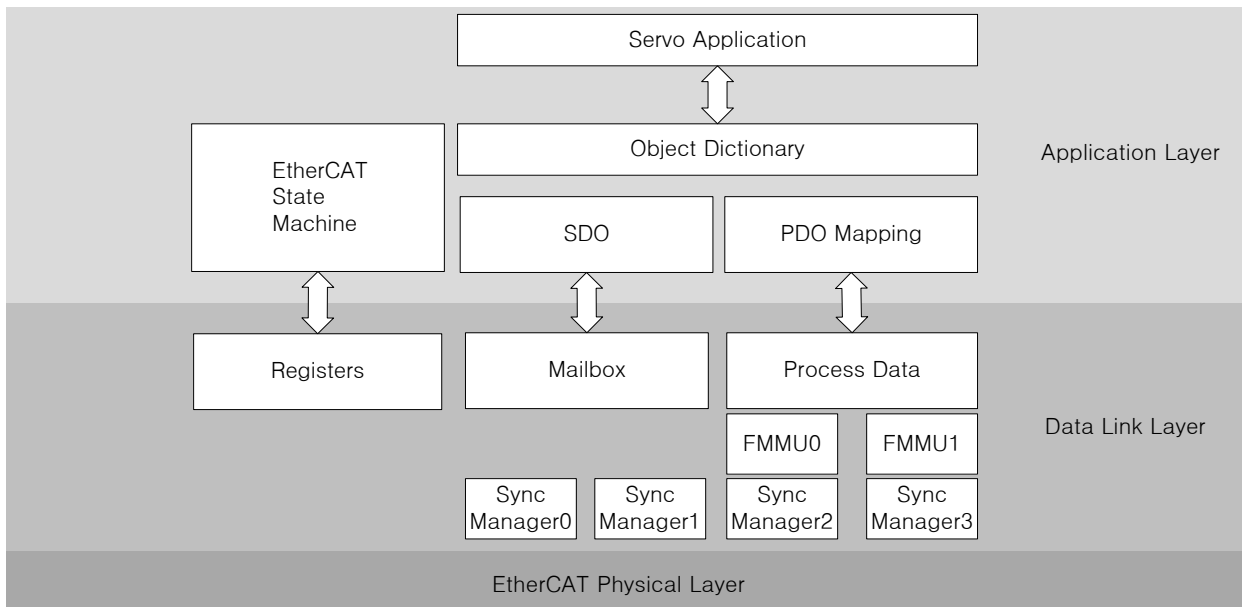 Servo Application
Object Dictionary
Application Layer
EtherCAT
State
Machine
SDO
PDO Mapping
Registers
Mailbox
Process Data
Data Link Layer
FMMU0
FMMU1
Sync
Manager0
Sync
Manager1
Sync
Manager2
Sync
Manager3
EtherCAT Physical Layer